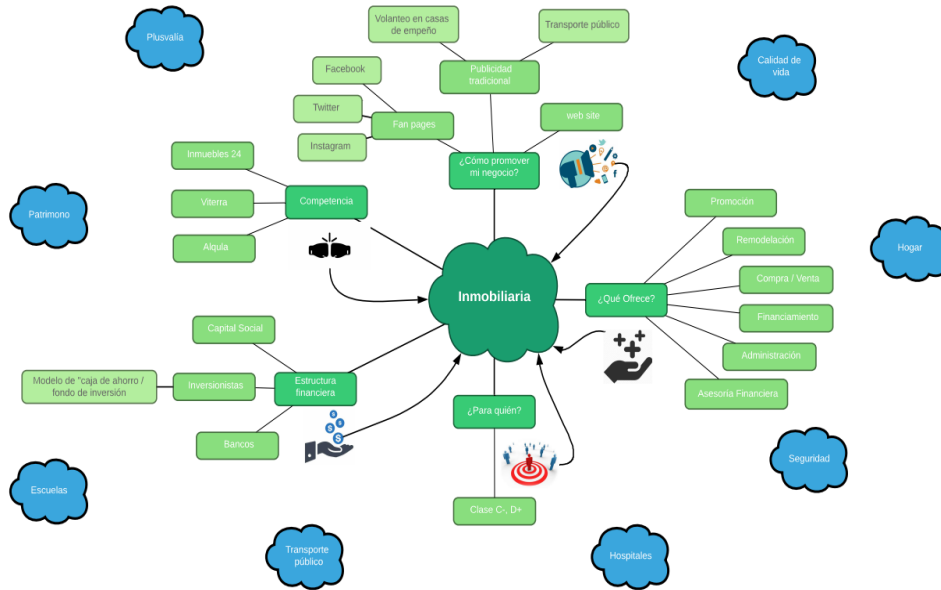 Plusvalía
Volanteo en casas
de empeño
Transporte público
Calidad de
vida
Facebook
Publicidad
tradicional
Twitter
Fan pages
web site
Instagram
¿Cómo promover
mi negocio?
Inmuebles 24
Viterra
Competencia
Alqula
Patrimono
Promoción
Remodelación
Hogar
Compra / Venta
Inmobiliaria
¿Qué Ofrece?
Financiamiento
Administración
Asesoría Financiera
Capital Social
Modelo de "caja de ahorro /
fondo de inversión
Inversionistas
Estructura
financiera
Bancos
¿Para quién?
Clase C-, D+
Seguridad
Escuelas
Transporte
público
Hospitales